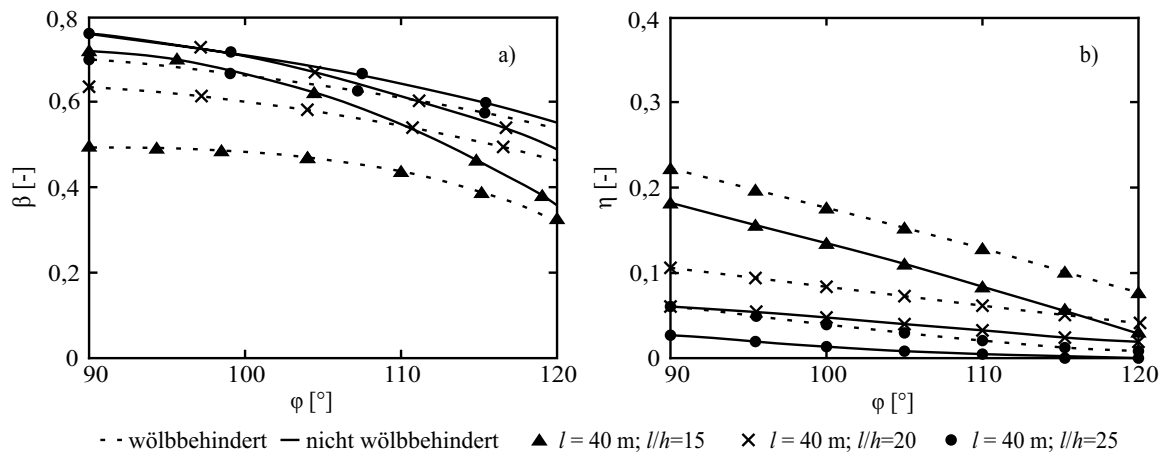 0,8
0,6
0,4
0,2
0
β [-]
a)
90
100
110
120
φ [°]
0,4
0,3
0,2
0,1
0
η [-]
b)
90
100
110
120
φ [°]
wölbbehindert nicht wölbbehindert l = 40 m; l/h=15 l = 40 m; l/h=20 l = 40 m; l/h=25